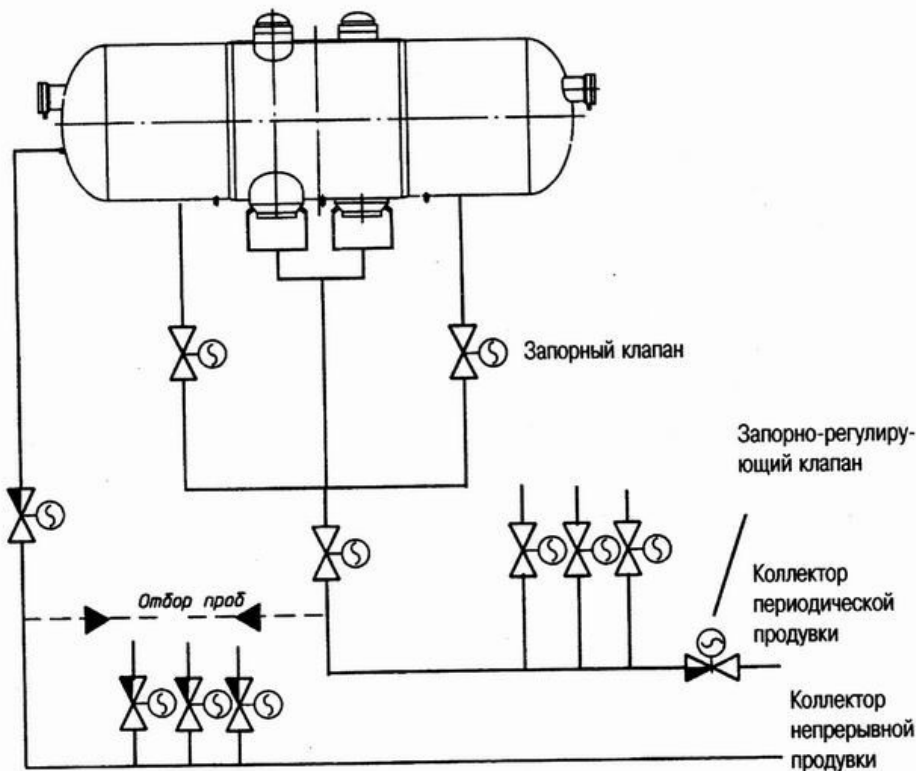 Запорный клапан
Запорно-регулиру-
ющий клапан
Коллектор
периодической
продувки
Отбор проб
Коллектор
непрерывной
продувки